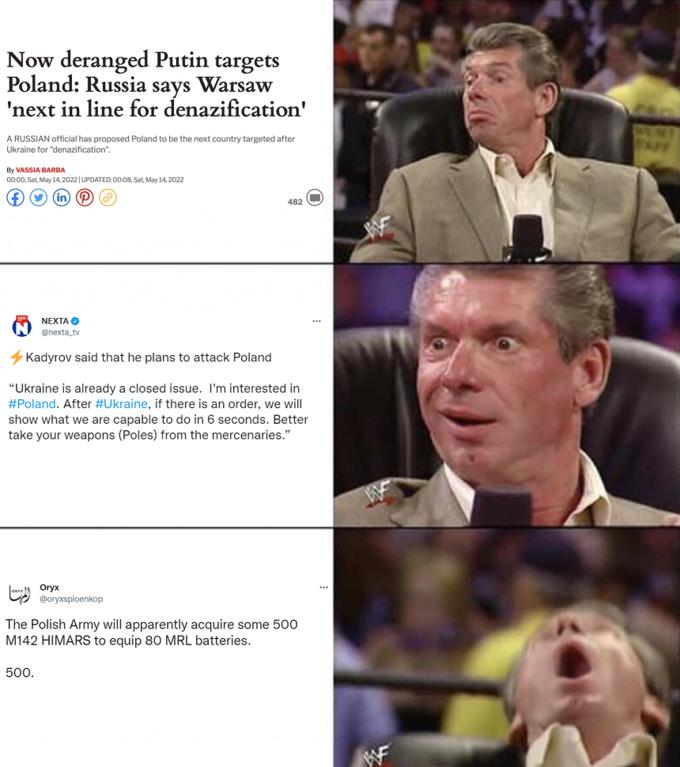 Now deranged Putin targets
Poland: Russia says Warsaw
'next in line for denazification'
A RUSSIAN official has proposed Poland to be the next country targeted after
Ukraine for "denazification".
By VASSIA BARBA
00:00, Sat, May 14, 2022 | UPDATED: 00:08, Sat, May 14, 2022
482
NEXTA
@nexta_tv
⚡Kadyrov said that he plans to attack Poland
“Ukraine is already a closed issue. I'm interested in
#Poland. After #Ukraine, if there is an order, we will
show what we are capable to do in 6 seconds. Better
take your weapons (Poles) from the mercenaries.”
Oryx
@oryxspioenkop
The Polish Army will apparently acquire some 500
M142 HIMARS to equip 80 MRL batteries.
500.